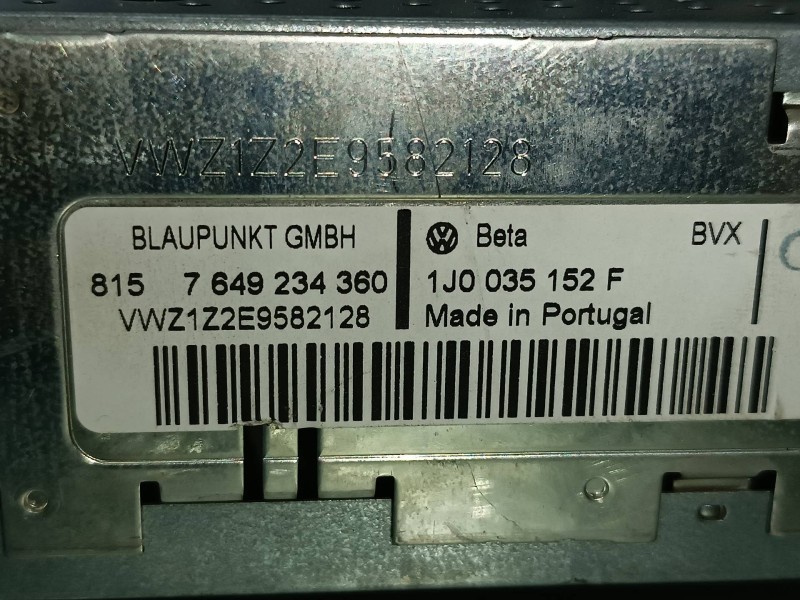 VWZ1Z2E9582128
BLAUPUNKT GMBH
815 7 649 234 360
VWZ1Z2E9582128
Beta BVX
1J0 035 152 F
Made in Portugal